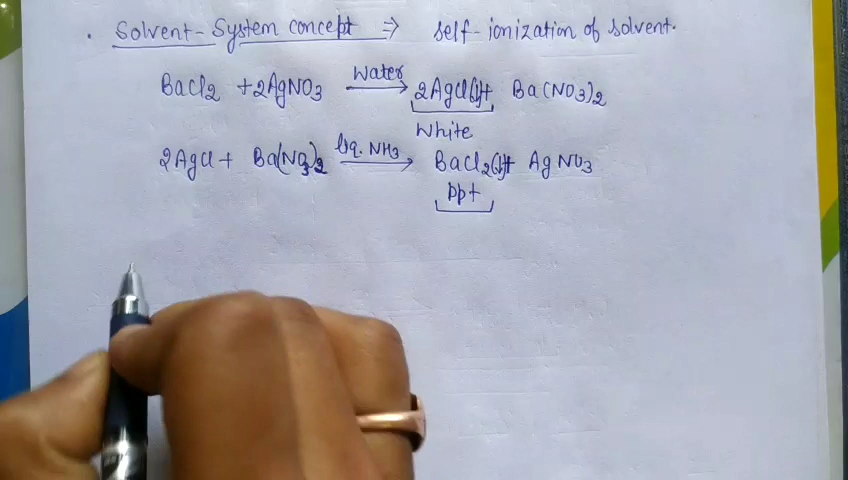 . Solvent-System concept ⇒ self-ionization of solvent.
BaCl2 + 2AgNO3 Water → 2AgCl(↓)+ Ba(NO3)2
White
2AgCl + Ba(NO3)2 liq. NH3 → BaCl2(↓)+ AgNO3
ppt